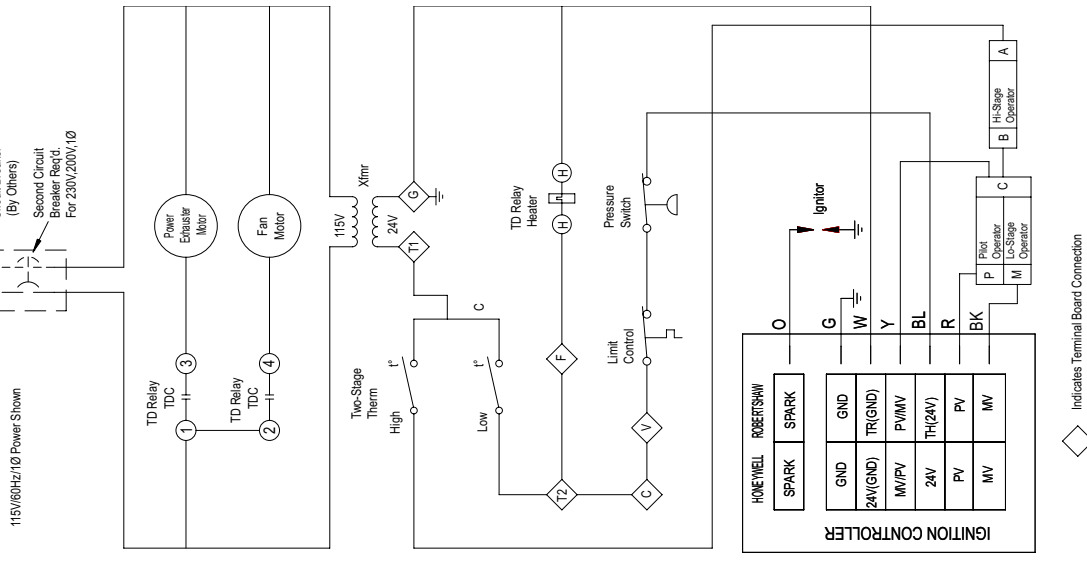 (By Others)
Second Circuit
Breaker Req'd.
For 230V,200V,1Ø
115V/60Hz/1Ø Power Shown
Power
Exhauster
Motor
Fan
Motor
TD Relay
TDC
TD Relay
TDC
1
3
2
4
115V
Xfmr
24V
G
T1
C
Two-Stage
Therm
High
t°
Low
t°
TD Relay
Heater
H
H
F
T2
Pressure
Switch
Limit
Control
V
C
Ignitor
A
Hi-Stage
Operator
B
C
Pilot
Operator
Lo-Stage
Operator
P
M
O
G
W
Y
BL
R
BK
HONEYWELL ROBERTSHAW
SPARK SPARK
GND GND
24V(GND) TR(GND)
MV/PV PV/MV
24V TH(24V)
PV PV
MV MV
IGNITION CONTROLLER
Indicates Terminal Board Connection